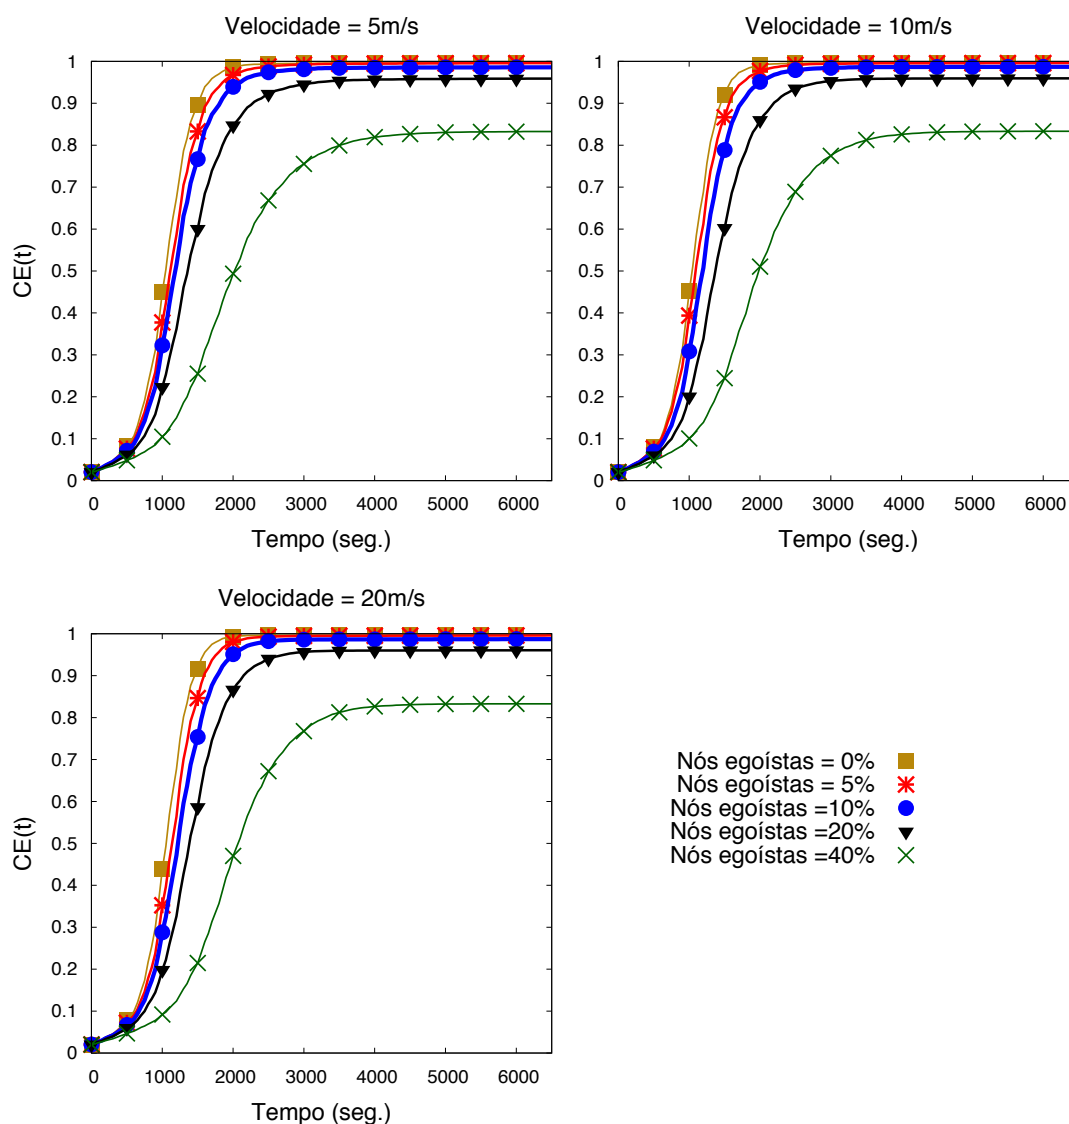 Velocidade = 5m/s
CE(t)
1
0.9
0.8
0.7
0.6
0.5
0.4
0.3
0.2
0.1
0
0 1000 2000 3000 4000 5000 6000
Tempo (seg.)
Velocidade = 10m/s
1
0.9
0.8
0.7
0.6
0.5
0.4
0.3
0.2
0.1
0
0 1000 2000 3000 4000 5000 6000
Tempo (seg.)
Velocidade = 20m/s
CE(t)
1
0.9
0.8
0.7
0.6
0.5
0.4
0.3
0.2
0.1
0
0 1000 2000 3000 4000 5000 6000
Tempo (seg.)
Nós egoístas = 0%
Nós egoístas = 5%
Nós egoístas =10%
Nós egoístas =20%
Nós egoístas =40%